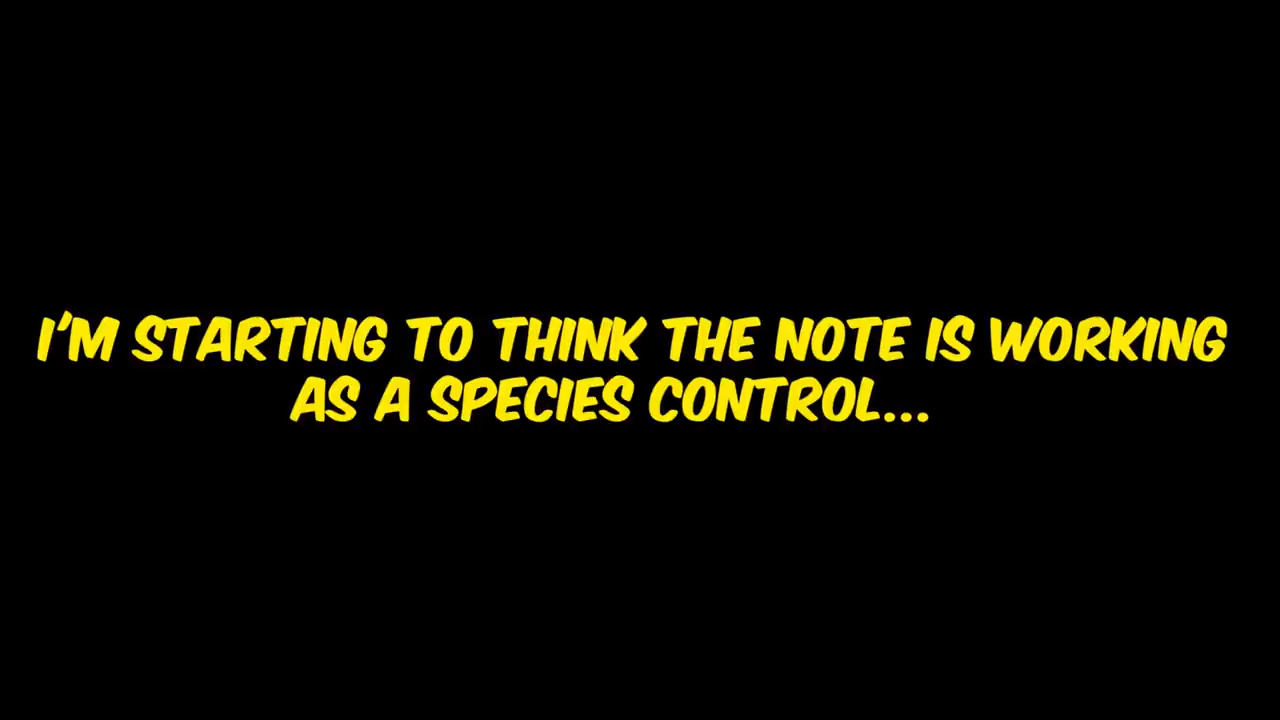 I'M STARTING TO THINK THE NOTE IS WORKING
AS A SPECIES CONTROL...